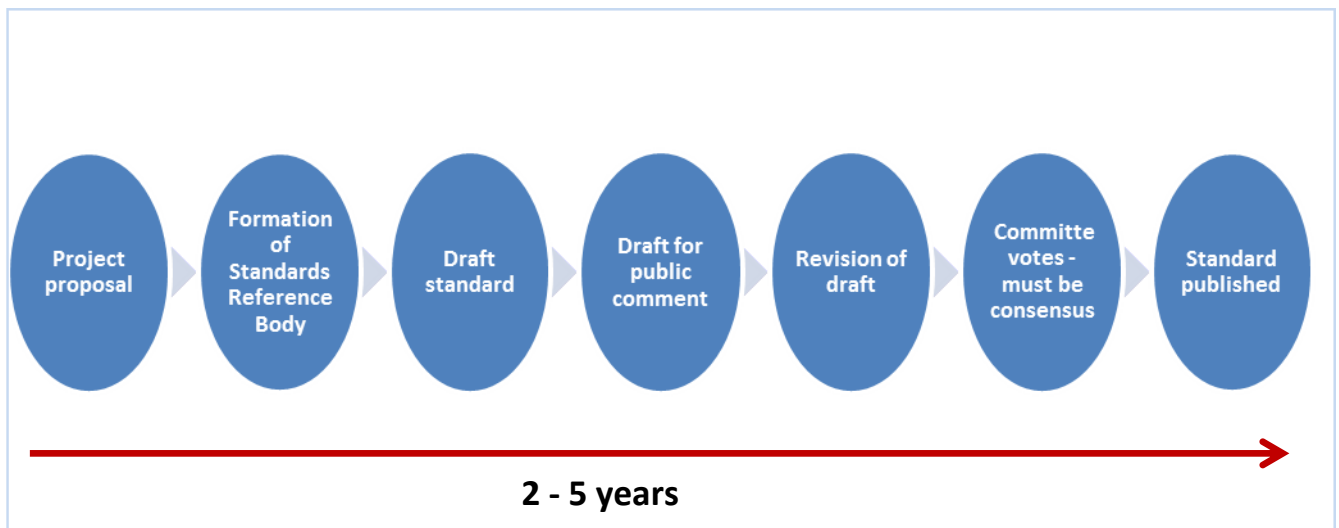 Project
proposal
Formation
of
Standards
Reference
Body
Draft
standard
Draft for
public
comment
Revision of
draft
Committe
votes -
must be
consensus
Standard
published
2 - 5 years